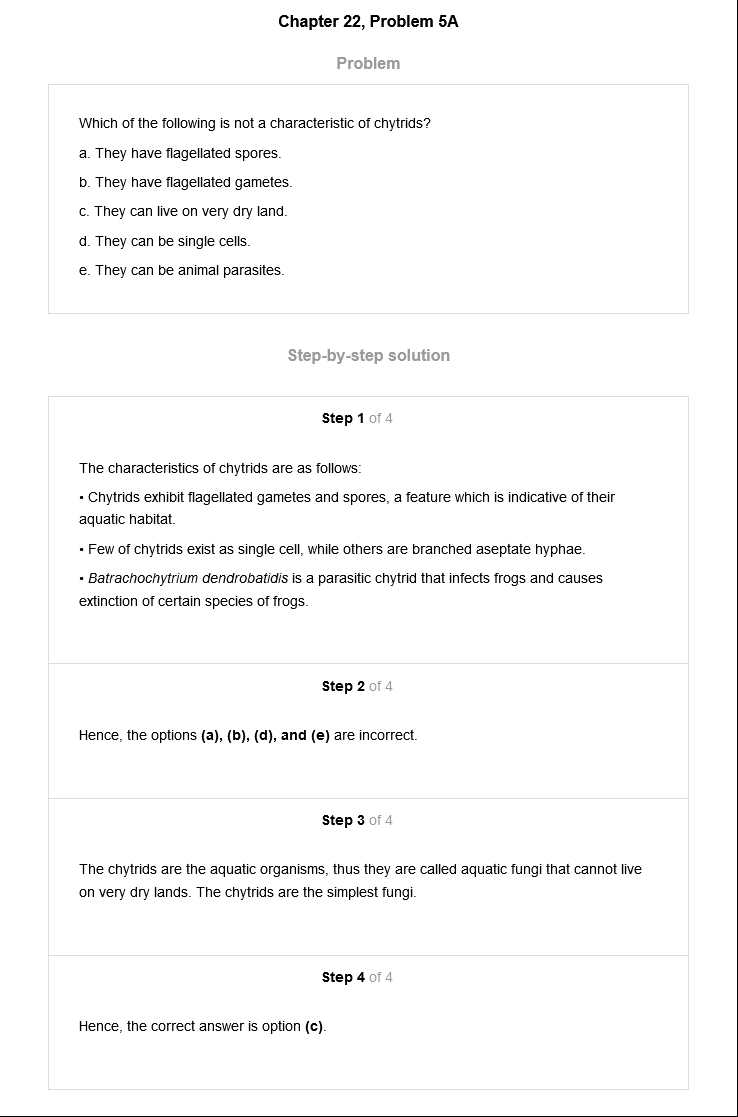 Chapter 22, Problem 5A
Problem
Which of the following is not a characteristic of chytrids?
a. They have flagellated spores.
b. They have flagellated gametes.
c. They can live on very dry land.
d. They can be single cells.
e. They can be animal parasites.
Step-by-step solution
Step 1 of 4
The characteristics of chytrids are as follows:
• Chytrids exhibit flagellated gametes and spores, a feature which is indicative of their
aquatic habitat.
• Few of chytrids exist as single cell, while others are branched aseptate hyphae.
• Batrachochytrium dendrobatidis is a parasitic chytrid that infects frogs and causes
extinction of certain species of frogs.
Step 2 of 4
Hence, the options (a), (b), (d), and (e) are incorrect.
Step 3 of 4
The chytrids are the aquatic organisms, thus they are called aquatic fungi that cannot live
on very dry lands. The chytrids are the simplest fungi.
Step 4 of 4
Hence, the correct answer is option (c).